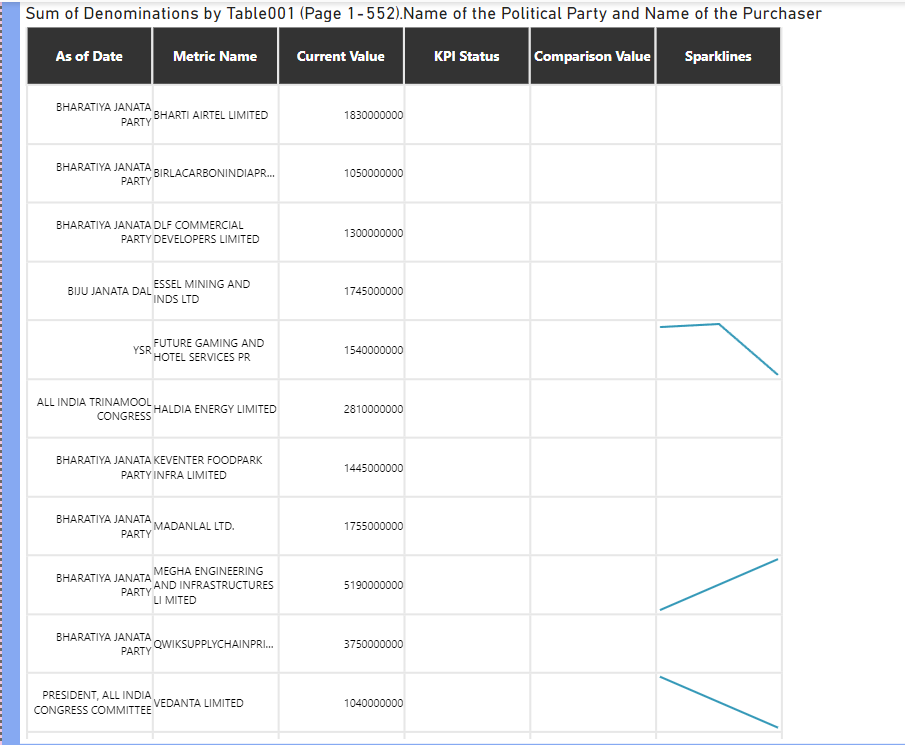 Sum of Denominations by Table001 (Page 1-552).Name of the Political Party and Name of the Purchaser
As of Date Metric Name Current Value KPI Status Comparison Value Sparklines
BHARATIYA JANATA
PARTY
BHARTI AIRTEL LIMITED
1830000000
BHARATIYA JANATA
PARTY
BIRLACARBONINDIAPR...
1050000000
BHARATIYA JANATA
PARTY
DLF COMMERCIAL
DEVELOPERS LIMITED
1300000000
BIJU JANATA DAL
ESSEL MINING AND
INDS LTD
1745000000
YSR
FUTURE GAMING AND
HOTEL SERVICES PR
1540000000
ALL INDIA TRINAMOOL
CONGRESS
HALDIA ENERGY LIMITED
2810000000
BHARATIYA JANATA
PARTY
KEVENTER FOODPARK
INFRA LIMITED
1445000000
BHARATIYA JANATA
PARTY
MADANLAL LTD.
1755000000
BHARATIYA JANATA
PARTY
MEGHA ENGINEERING
AND INFRASTRUCTURES
LI MITED
5190000000
BHARATIYA JANATA
PARTY
QWIKSUPPLYCHAINPRI...
3750000000
PRESIDENT, ALL INDIA
CONGRESS COMMITTEE
VEDANTA LIMITED
1040000000